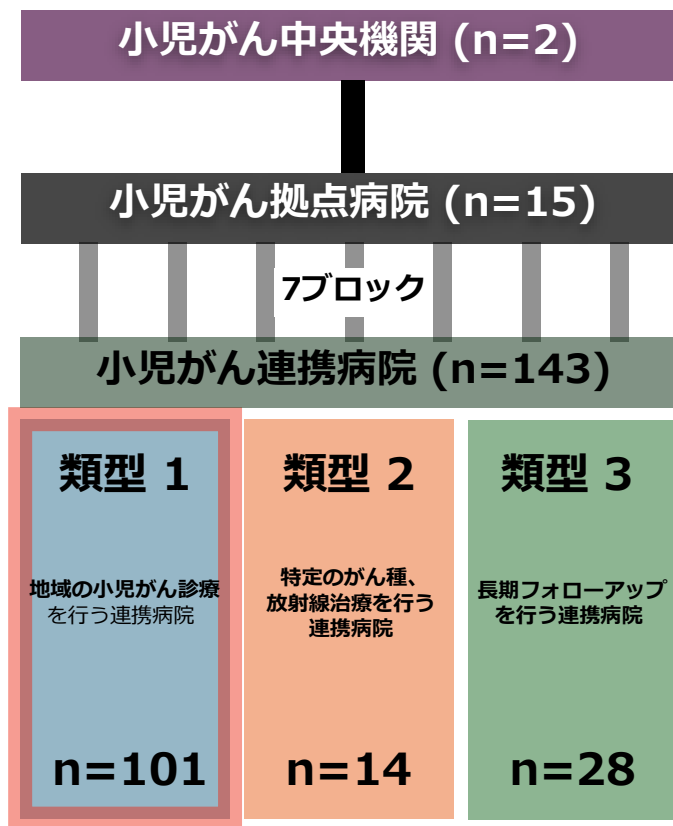 小児がん中央機関 (n=2)
小児がん拠点病院 (n=15)
7ブロック
小児がん連携病院 (n=143)
類型 1
地域の小児がん診療
を行う連携病院
n=101
類型 2
特定のがん種、
放射線治療を行う
連携病院
n=14
類型 3
長期フォローアップ
を行う連携病院
n=28